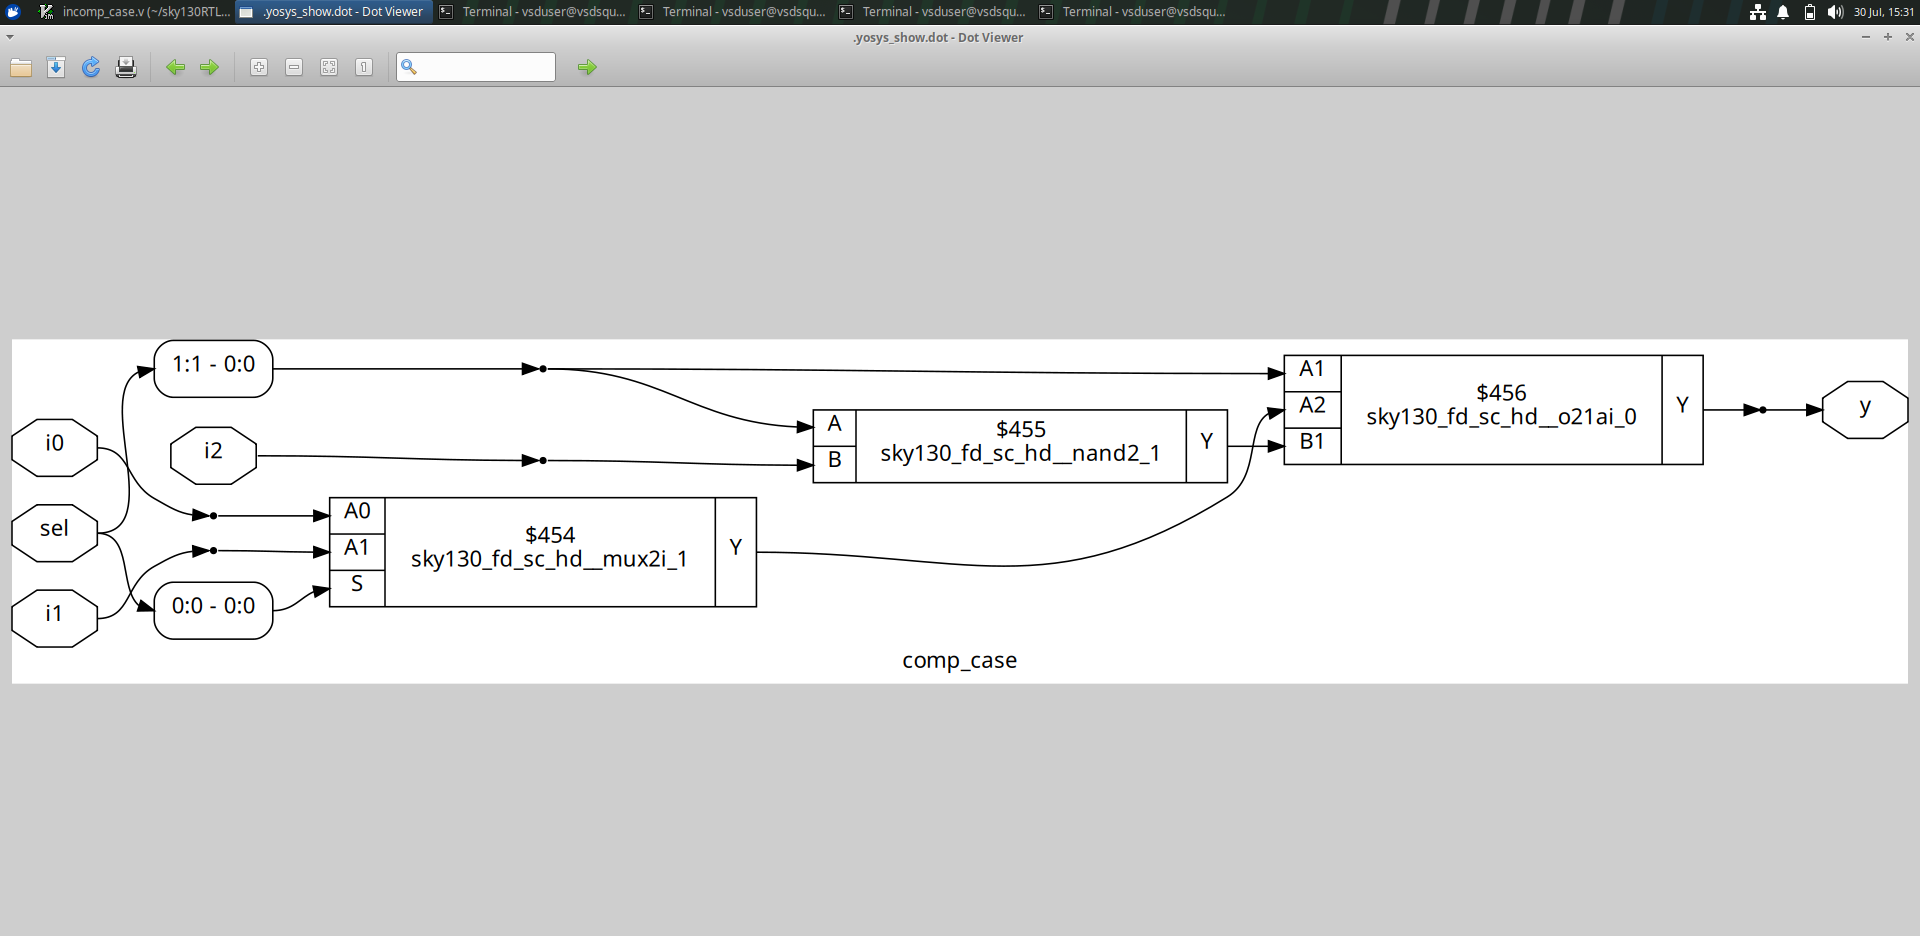 incomp_case.v (~/sky130RTL...
.yosys_show.dot - Dot Viewer
Terminal - vsduser@vsdsqu...
Terminal - vsduser@vsdsqu...
Terminal - vsduser@vsdsqu...
Terminal - vsduser@vsdsqu...
30 Jul, 15:31
.yosys_show.dot - Dot Viewer
1:1 - 0:0
i0
i2
sel
i1
0:0 - 0:0
A0
A1
S
$454
sky130_fd_sc_hd__mux2i_1
Y
A
B
$455
sky130_fd_sc_hd__nand2_1
Y
A1
A2
B1
$456
sky130_fd_sc_hd__o21ai_0
Y
y
comp_case